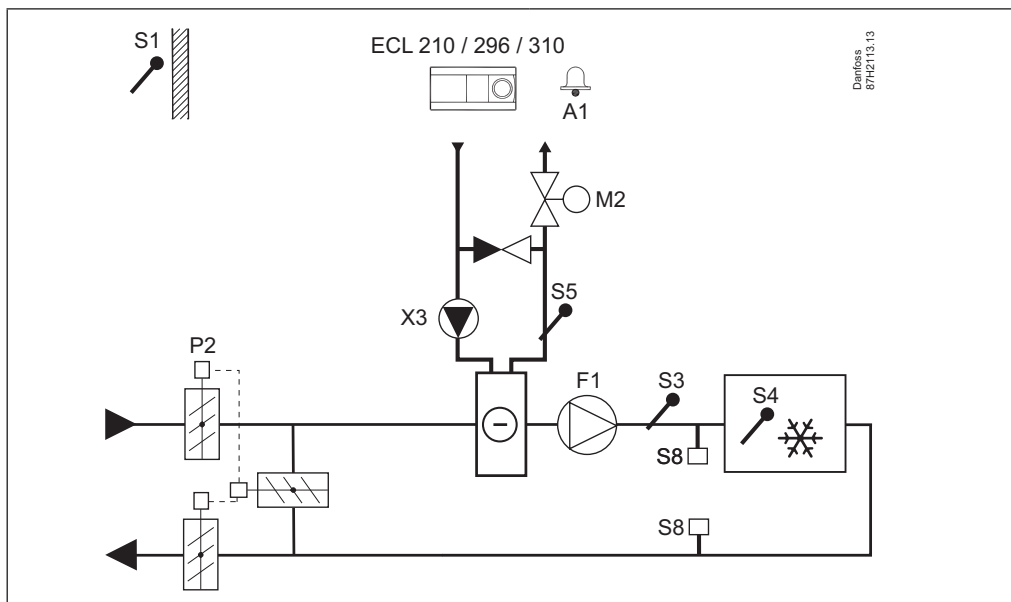 S1
ECL 210 / 296 / 310
A1
Danfoss
87H2113.13
M2
S5
X3
P2
F1
S3
S4
S8
S8